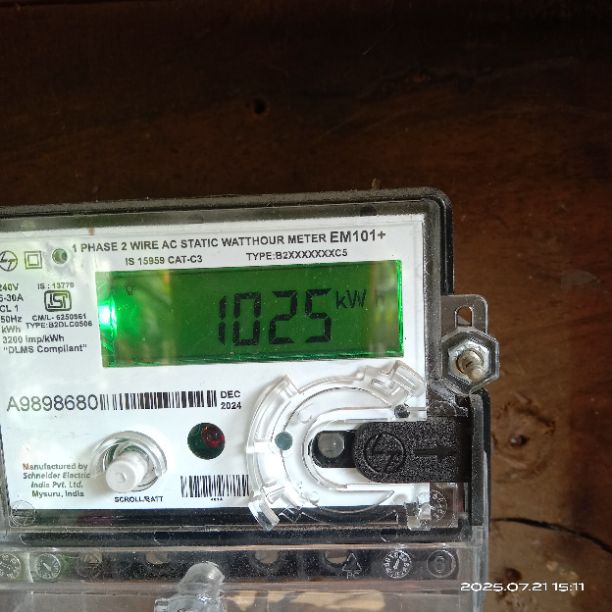 1 PHASE 2 WIRE AC STATIC WATTHOUR METER EM101+
IS 15959 CAT-C3 TYPE:B2XXXXXXXC5
240V
5-30A
CL 1
50Hz
kWh
3200 imp/kWh
"DLMS Compliant"
IS : 13779
ISI
CM/L- 6250951
TYPE:B2DLC0506
1025 kW h
A9898680
DEC
2024
Manufactured by
Schneider Electric
India Pvt. Ltd.
Mysuru, India
SCROLL/BATT
2025.07.21 15:11